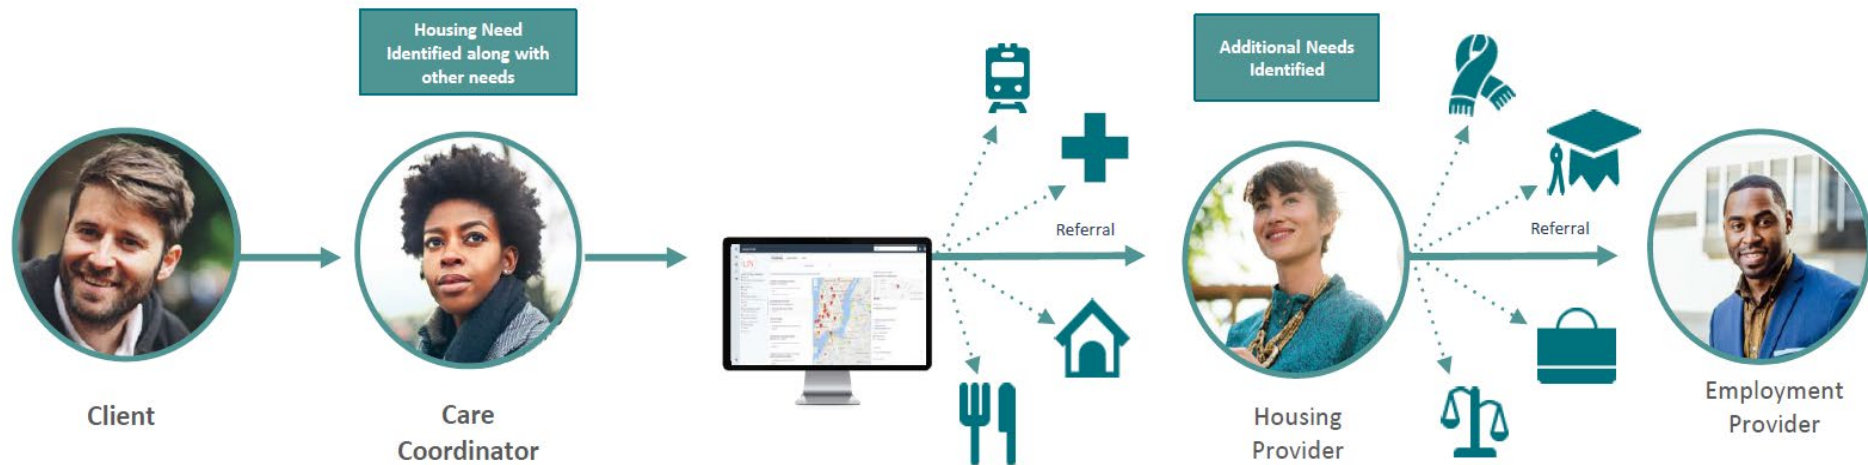 Housing Need
Identified along with
other needs
Additional Needs
Identified
Referral
Referral
Client
Care
Coordinator
Housing
Provider
Employment
Provider